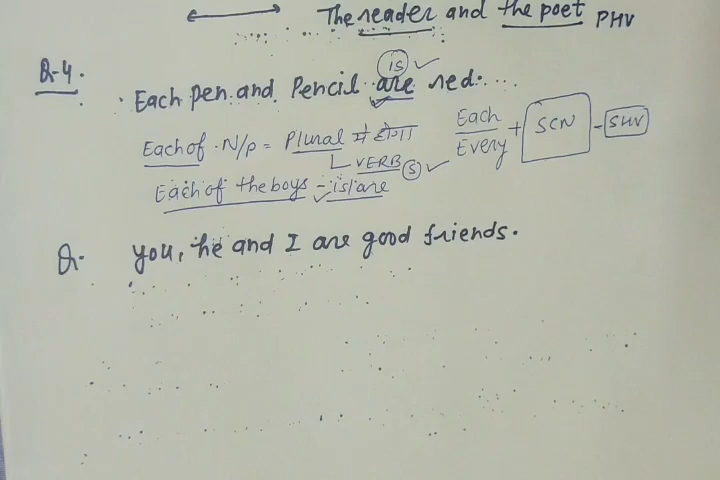 The reader and the poet PHV
Q-4. is
Each pen and Pencil are red.
Each of N/p = Plural में होगा
VERB (S)
Each of the boys - is/are
Each
Every + SCN - SHV
Q. you, he and I are good friends.